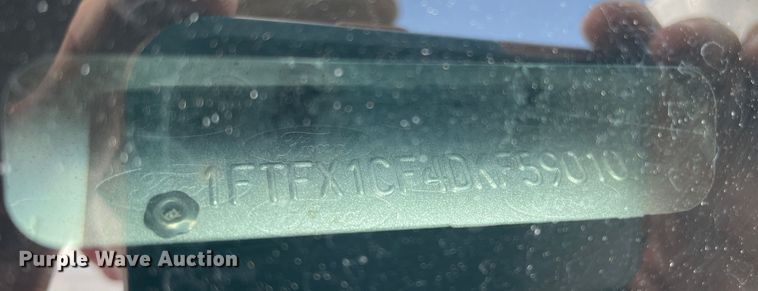 1FTFX1CF4DKF59010
Purple Wave Auction